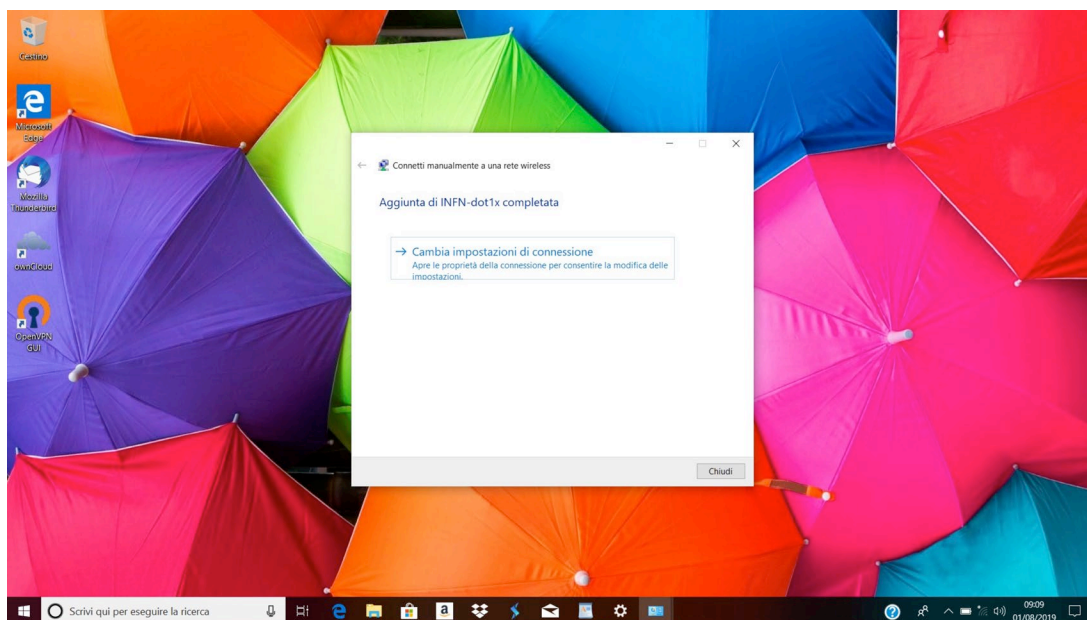 Cestino
Microsoft
Edge
Mozilla
Thunderbird
ownCloud
OpenVPN
GUI
Connetti manualmente a una rete wireless
Aggiunta di INFN-dot1x completata
Cambia impostazioni di connessione
Apre le proprietà della connessione per consentire la modifica delle
impostazioni.
Chiudi
Scrivi qui per eseguire la ricerca
a
09:09
01/08/2019